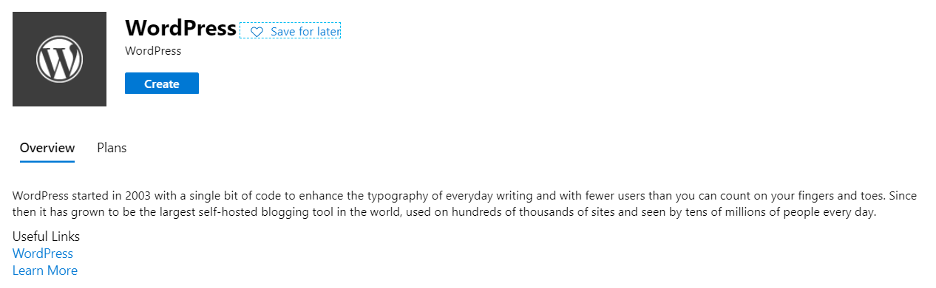 WordPress
Save for later
WordPress
Create
Overview
Plans
WordPress started in 2003 with a single bit of code to enhance the typography of everyday writing and with fewer users than you can count on your fingers and toes. Since
then it has grown to be the largest self-hosted blogging tool in the world, used on hundreds of thousands of sites and seen by tens of millions of people every day.
Useful Links
WordPress
Learn More